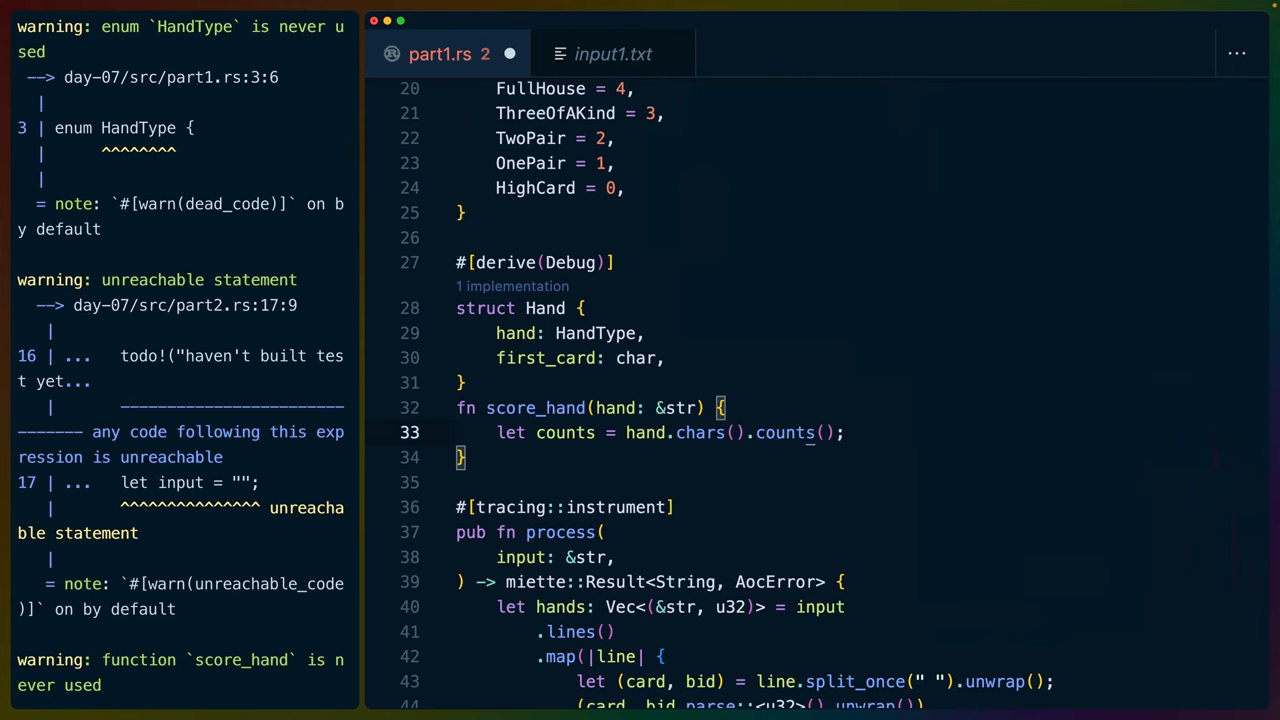 warning: enum `HandType` is never u
sed
--> day-07/src/part1.rs:3:6
|
3 | enum HandType {
|      ^^^^^^^^
|
= note: `#[warn(dead_code)]` on b
y default
warning: unreachable statement
--> day-07/src/part2.rs:17:9
|
16 | ...   todo!("haven't built tes
t yet...
|       -------------------------
------- any code following this exp
ression is unreachable
17 | ...   let input = "";
|       ^^^^^^^^^^^^^^^ unreacha
ble statement
|
= note: `#[warn(unreachable_code
)]` on by default
warning: function `score_hand` is n
ever used
part1.rs 2
input1.txt
...
20 FullHouse = 4,
21 ThreeOfAKind = 3,
22 TwoPair = 2,
23 OnePair = 1,
24 HighCard = 0,
25 }
26
27 #[derive(Debug)]
1 implementation
28 struct Hand {
29 hand: HandType,
30 first_card: char,
31 }
32 fn score_hand(hand: &str) {
33 let counts = hand.chars().counts();
34 }
35
36 #[tracing::instrument]
37 pub fn process(
38 input: &str,
39 ) -> miette::Result<String, AocError> {
40 let hands: Vec<(&str, u32)> = input
41 .lines()
42 .map(|line| {
43 let (card, bid) = line.split_once(" ").unwrap();
44 (card, bid.parse::<u32>().unwrap())